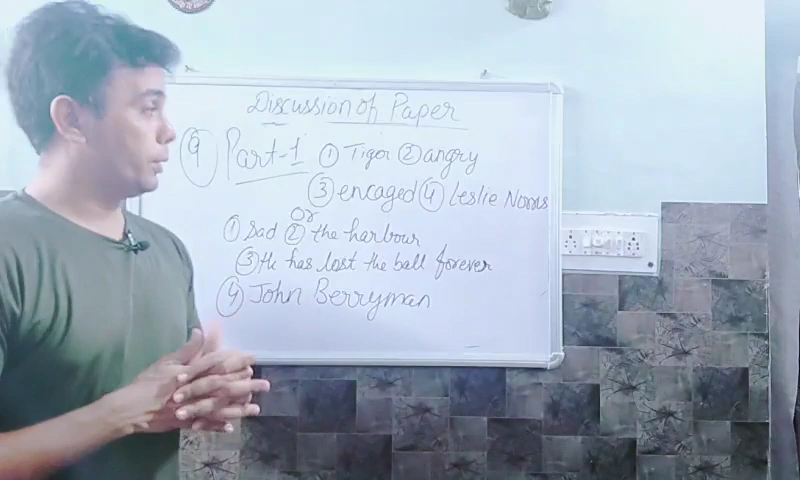 Discussion of Paper
9 Part-1 ① Tiger ② angry
③ encaged ④ Leslie Norris
or
① Sad ② the harbour
③ He has lost the ball forever
④ John Berryman